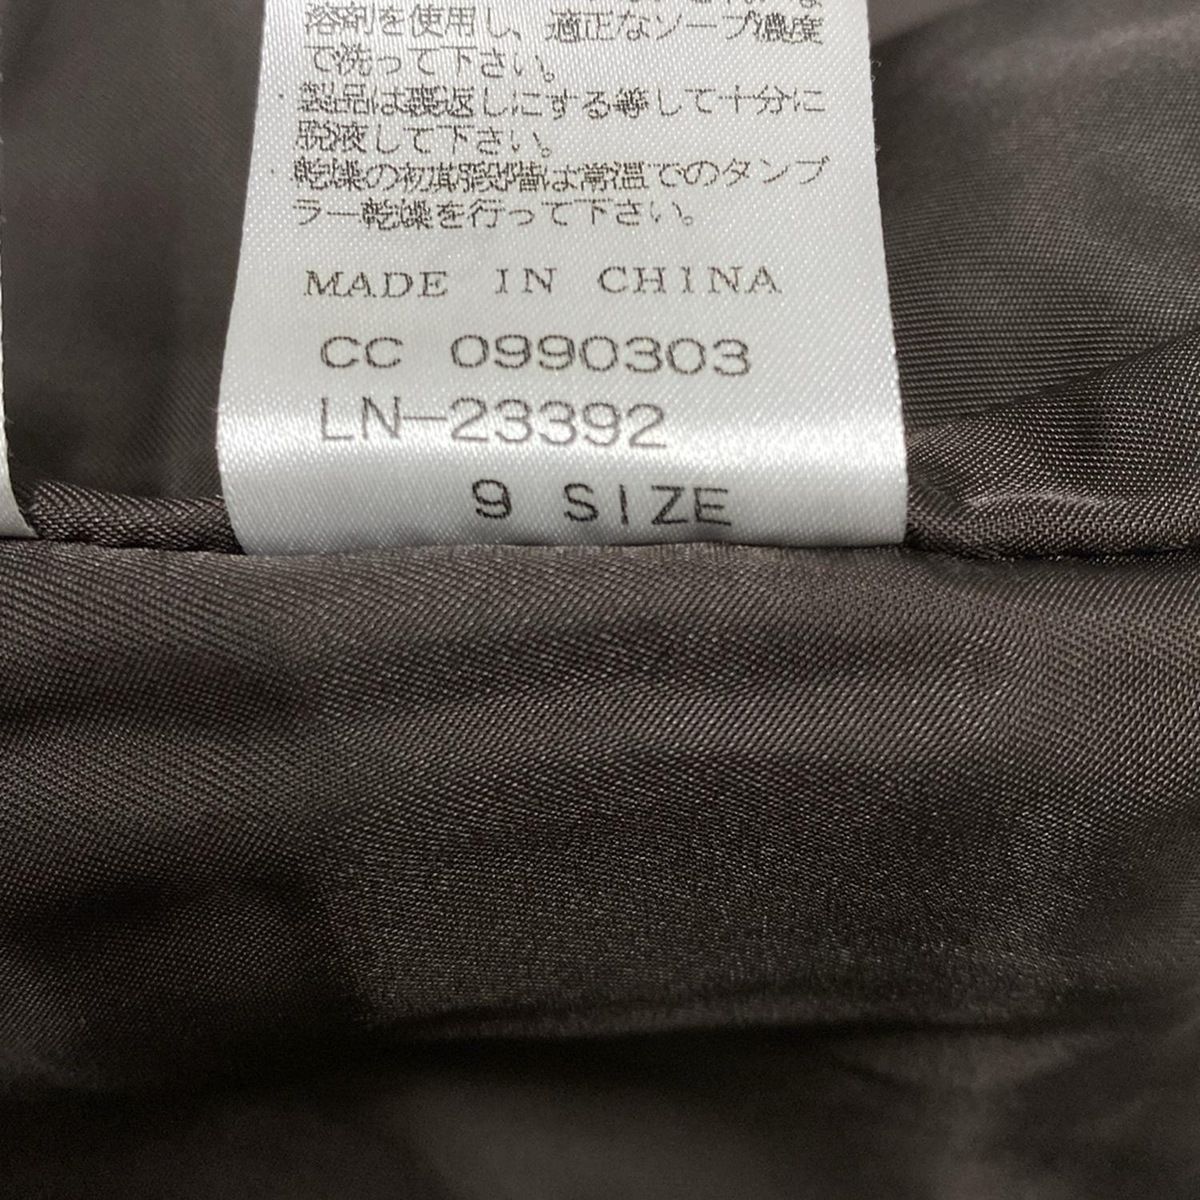 溶剤を使用し、適正なソープ濃度
で洗って下さい。
・製品は裏返しにする等して十分に
脱液して下さい。
・乾燥の初期段階は常温でのタンブ
ラー乾燥を行って下さい。
MADE IN CHINA
CC 0990303
LN-23392
9 SIZE